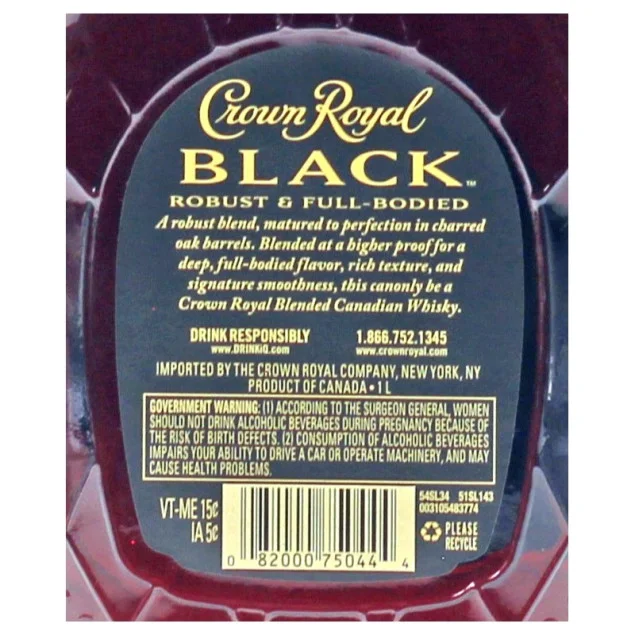 Crown Royal
BLACK™
ROBUST & FULL-BODIED
A robust blend, matured to perfection in charred
oak barrels. Blended at a higher proof for a
deep, full-bodied flavor, rich texture, and
signature smoothness, this canonly be a
Crown Royal Blended Canadian Whisky.
DRINK RESPONSIBLY 1.866.752.1345
www.DRINKiQ.com www.crownroyal.com
IMPORTED BY THE CROWN ROYAL COMPANY, NEW YORK, NY
PRODUCT OF CANADA • 1 L
GOVERNMENT WARNING: (1) ACCORDING TO THE SURGEON GENERAL, WOMEN
SHOULD NOT DRINK ALCOHOLIC BEVERAGES DURING PREGNANCY BECAUSE OF
THE RISK OF BIRTH DEFECTS. (2) CONSUMPTION OF ALCOHOLIC BEVERAGES
IMPAIRS YOUR ABILITY TO DRIVE A CAR OR OPERATE MACHINERY, AND MAY
CAUSE HEALTH PROBLEMS.
VT-ME 15¢
IA 5¢
0 82000 75044 4
54SL34 51SL143
003105483774
PLEASE
RECYCLE